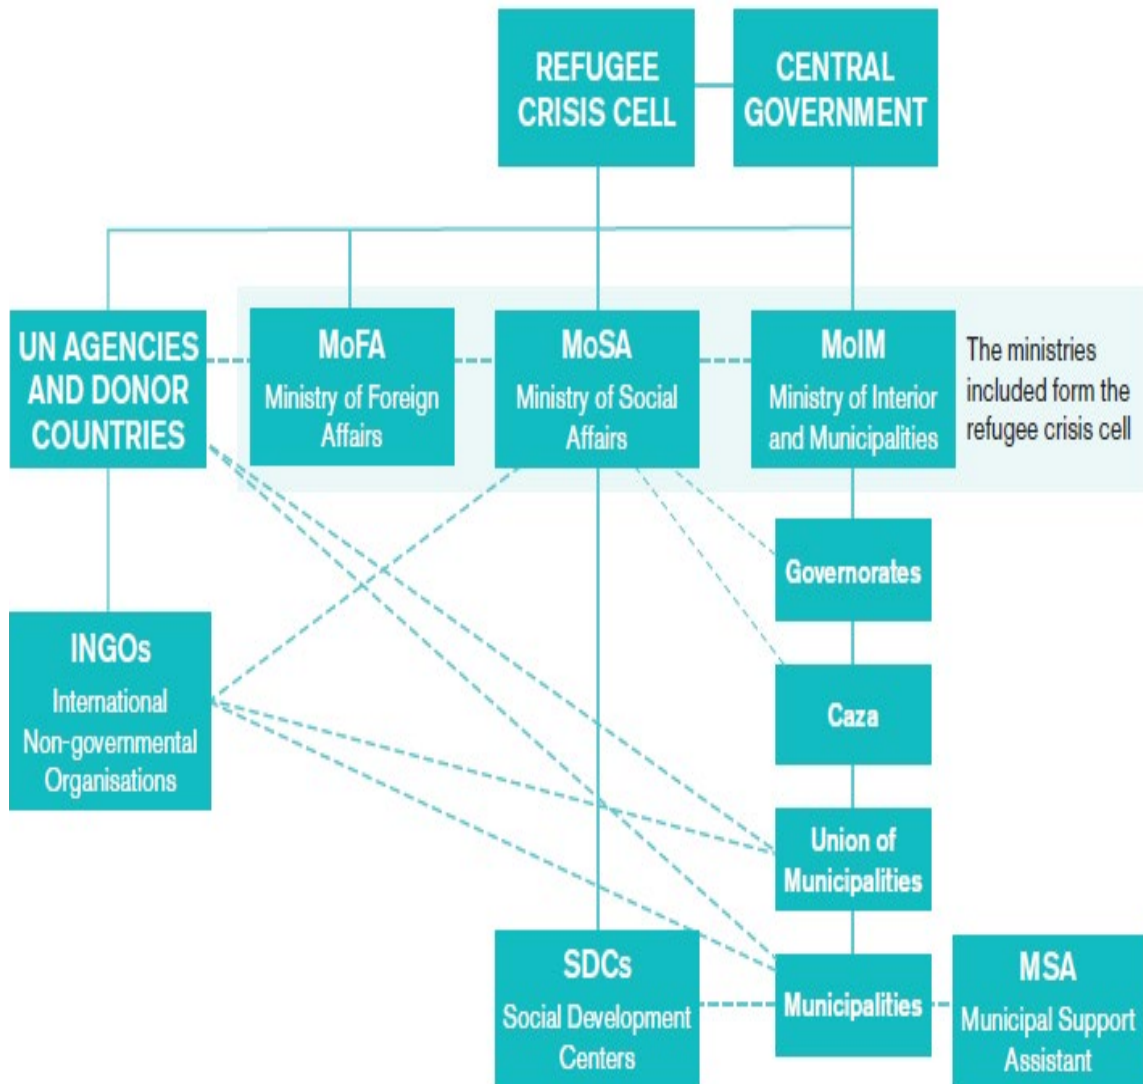 REFUGEE
CRISIS CELL
CENTRAL
GOVERNMENT
UN AGENCIES
AND DONOR
COUNTRIES
MoFA
Ministry of Foreign
Affairs
MoSA
Ministry of Social
Affairs
MoIM
Ministry of Interior
and Municipalities
The ministries
included form the
refugee crisis cell
Governorates
INGOs
International
Non-governmental
Organisations
Caza
Union of
Municipalities
SDCs
Social Development
Centers
Municipalities
MSA
Municipal Support
Assistant